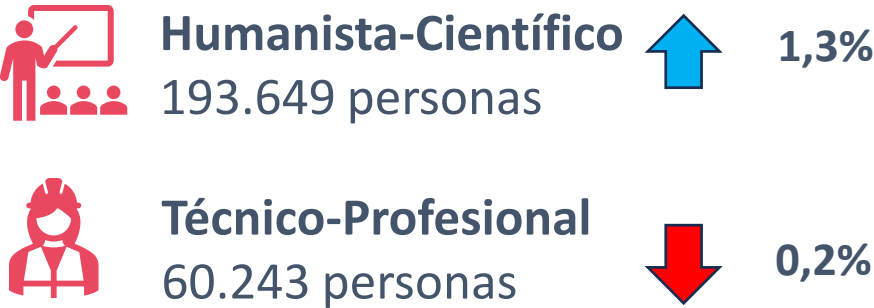 Humanista-Científico
193.649 personas
1,3%
Técnico-Profesional
60.243 personas
0,2%